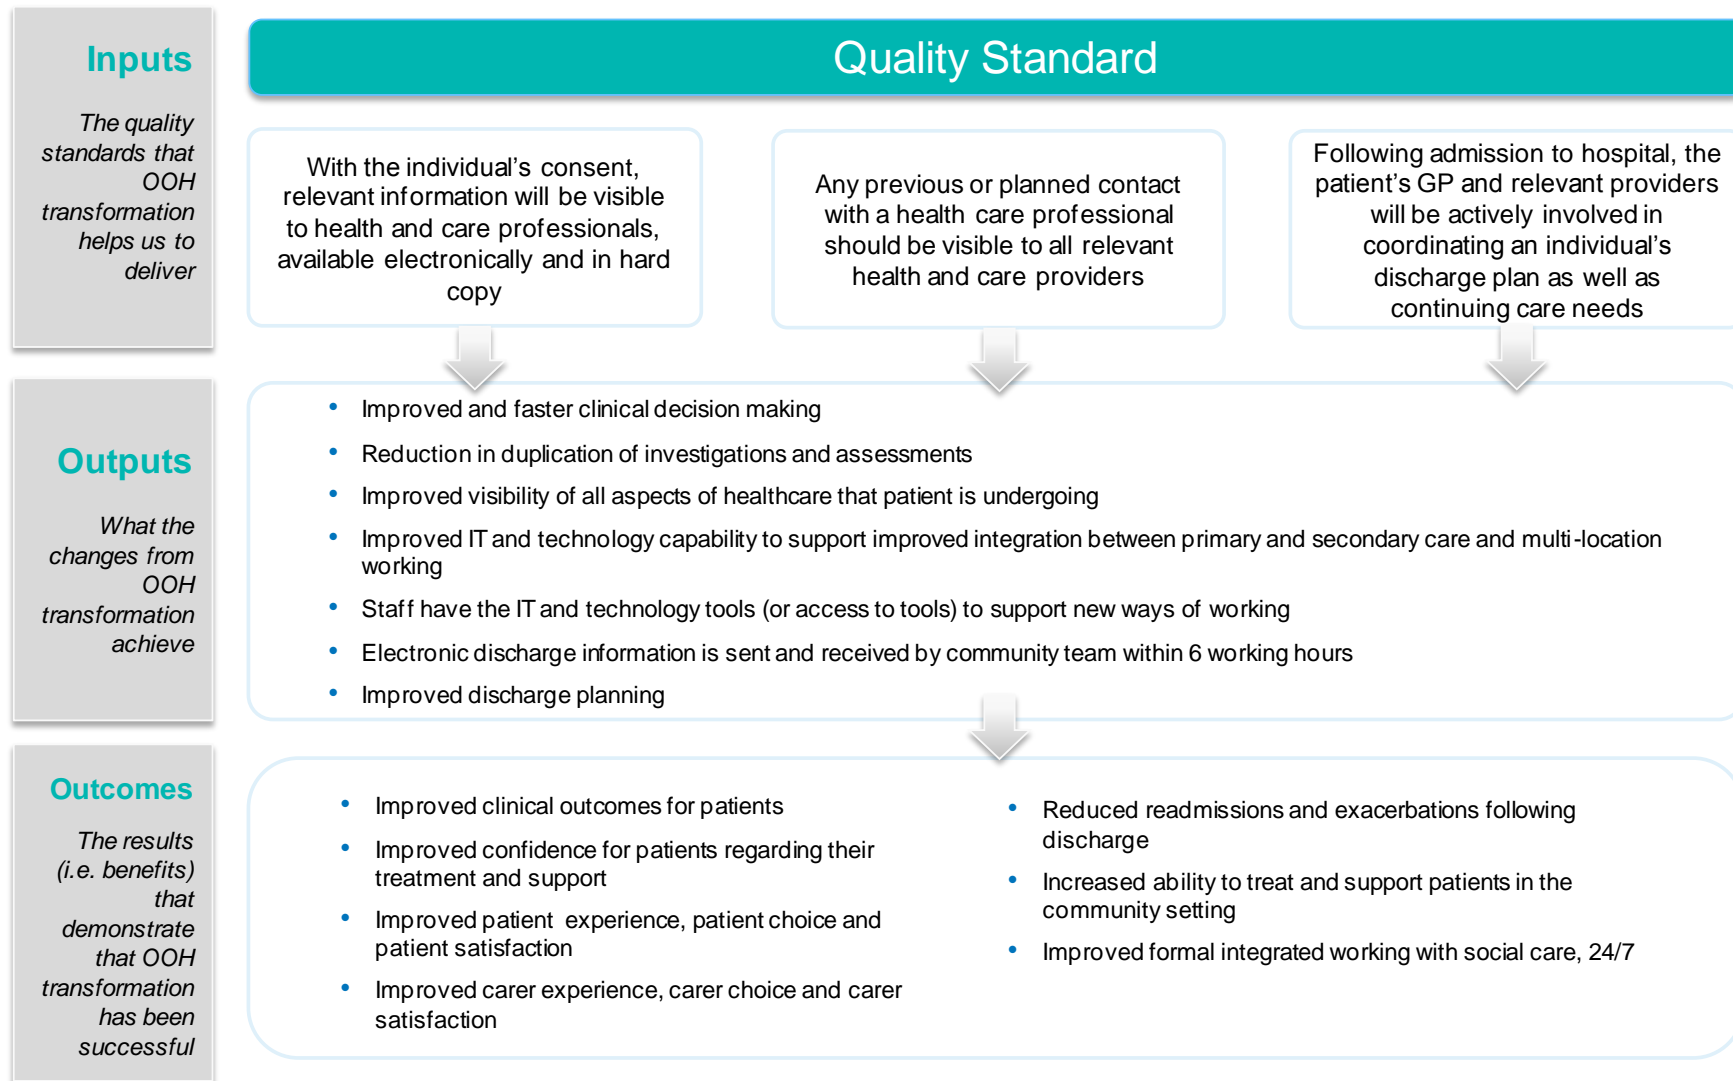 Inputs
The quality
standards that
OOH
transformation
helps us to
deliver
Quality Standard
With the individual's consent,
relevant information will be visible
to health and care professionals,
available electronically and in hard
copy
Any previous or planned contact
with a health care professional
should be visible to all relevant
health and care providers
Following admission to hospital, the
patient's GP and relevant providers
will be actively involved in
coordinating an individual's
discharge plan as well as
continuing care needs
Outputs
What the
changes from
OOH
transformation
achieve
• Improved and faster clinical decision making
• Reduction in duplication of investigations and assessments
• Improved visibility of all aspects of healthcare that patient is undergoing
• Improved IT and technology capability to support improved integration between primary and secondary care and multi-location
working
• Staff have the IT and technology tools (or access to tools) to support new ways of working
• Electronic discharge information is sent and received by community team within 6 working hours
• Improved discharge planning
Outcomes
The results
(i.e. benefits)
that
demonstrate
that OOH
transformation
has been
successful
• Improved clinical outcomes for patients
• Improved confidence for patients regarding their
treatment and support
• Improved patient experience, patient choice and
patient satisfaction
• Improved carer experience, carer choice and carer
satisfaction
• Reduced readmissions and exacerbations following
discharge
• Increased ability to treat and support patients in the
community setting
• Improved formal integrated working with social care, 24/7